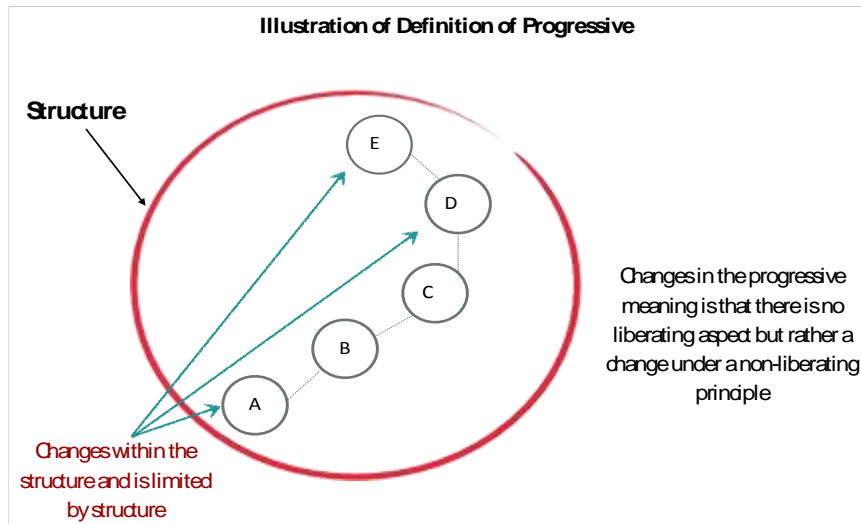 Illustration of Definition of Progressive
Structure
E
D
C
B
A
Changes in the progressive
meaning is that there is no
liberating aspect but rather a
change under a non-liberating
principle
Changes within the
structure and is limited
by structure